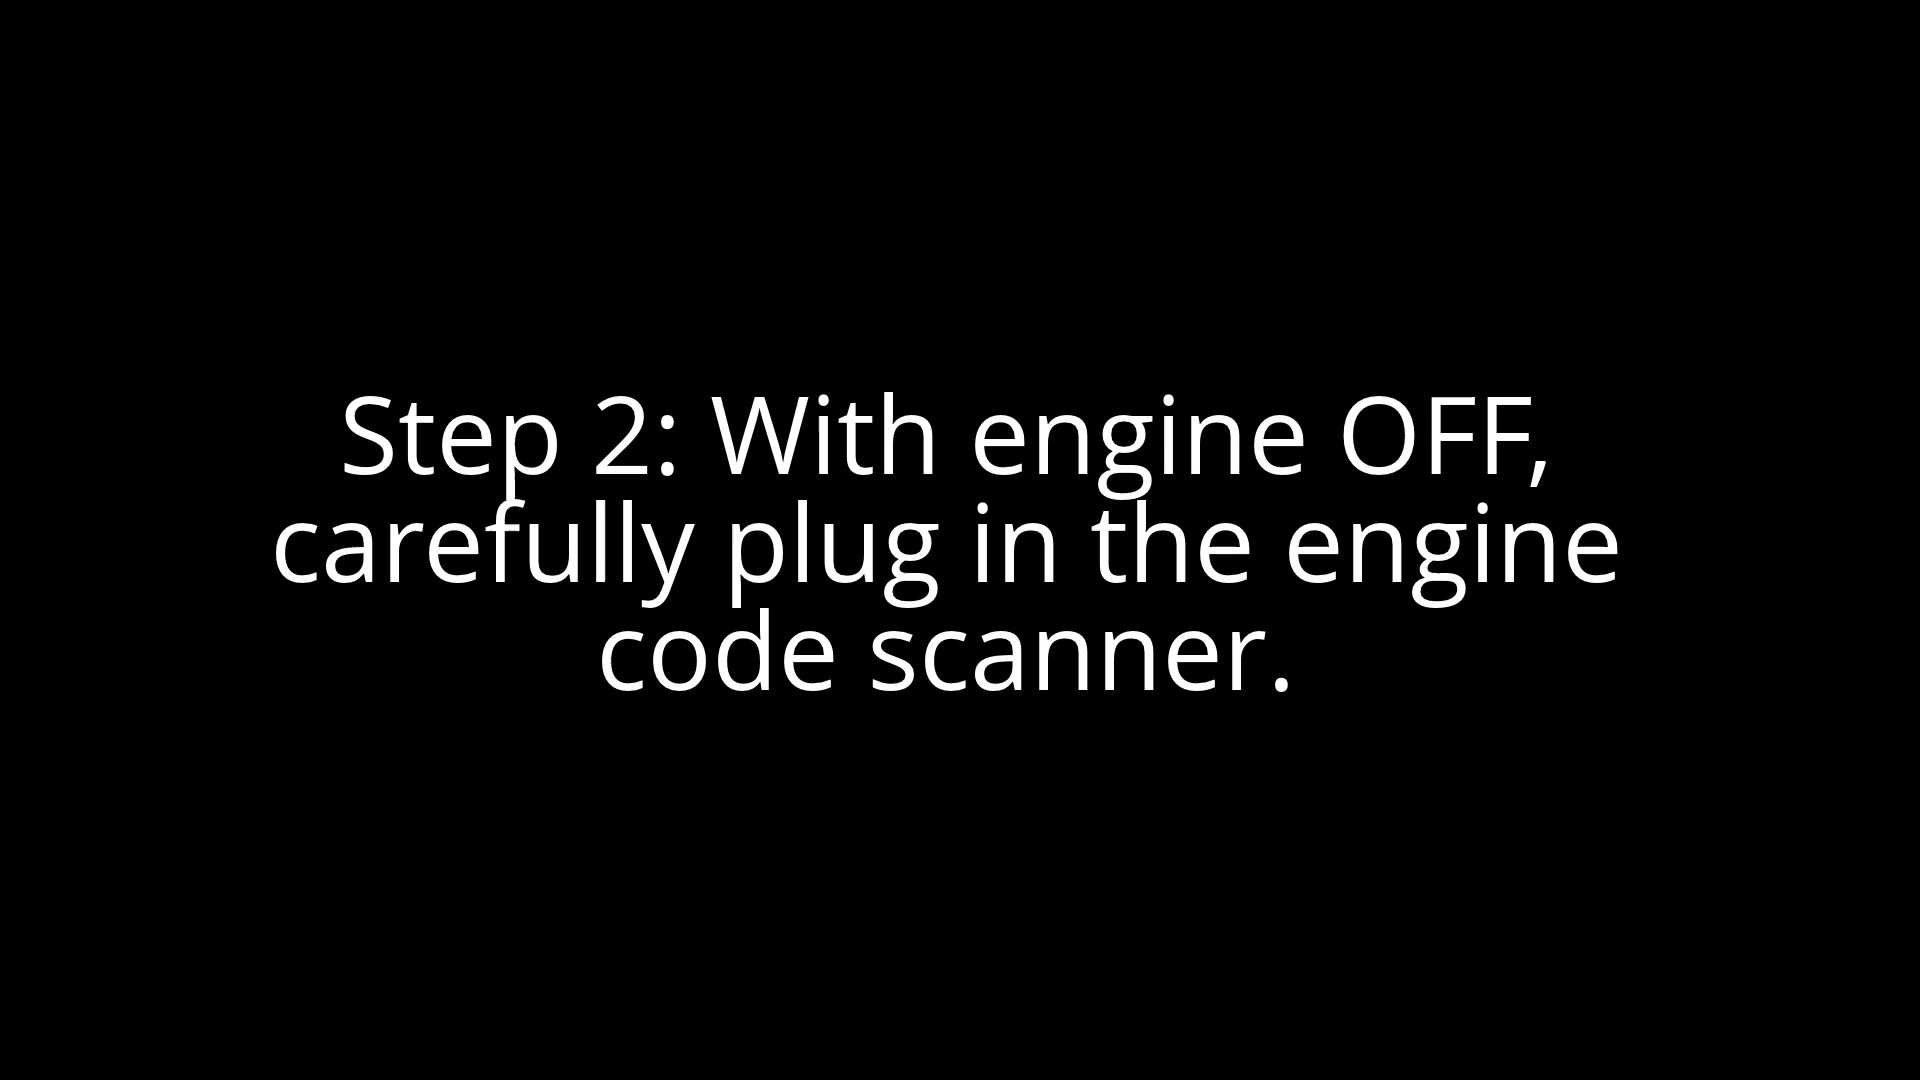 Step 2: With engine OFF,
carefully plug in the engine
code scanner.